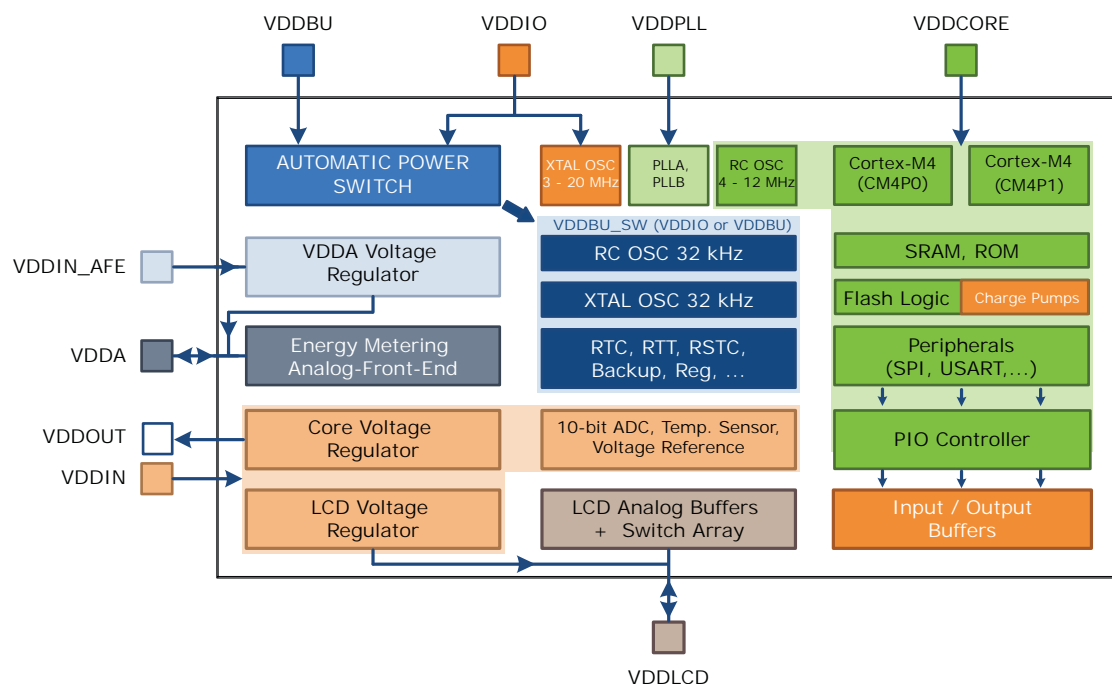 VDDBU
VDDIO
VDDPLL
VDDCORE
AUTOMATIC POWER
SWITCH
XTAL OSC
3 - 20 MHz
PLLA,
PLLB
RC OSC
4 - 12 MHz
Cortex-M4
(CM4P0)
Cortex-M4
(CM4P1)
VDDBU_SW (VDDIO or VDDBU)
VDDIN_AFE
VDDA Voltage
Regulator
RC OSC 32 kHz
SRAM, ROM
XTAL OSC 32 kHz
Flash Logic
Charge Pumps
VDDA
Energy Metering
Analog-Front-End
RTC, RTT, RSTC,
Backup, Reg, ...
Peripherals
(SPI, USART,...)
VDDOUT
Core Voltage
Regulator
10-bit ADC, Temp. Sensor,
Voltage Reference
PIO Controller
VDDIN
LCD Voltage
Regulator
LCD Analog Buffers
+ Switch Array
Input / Output
Buffers
VDDLCD